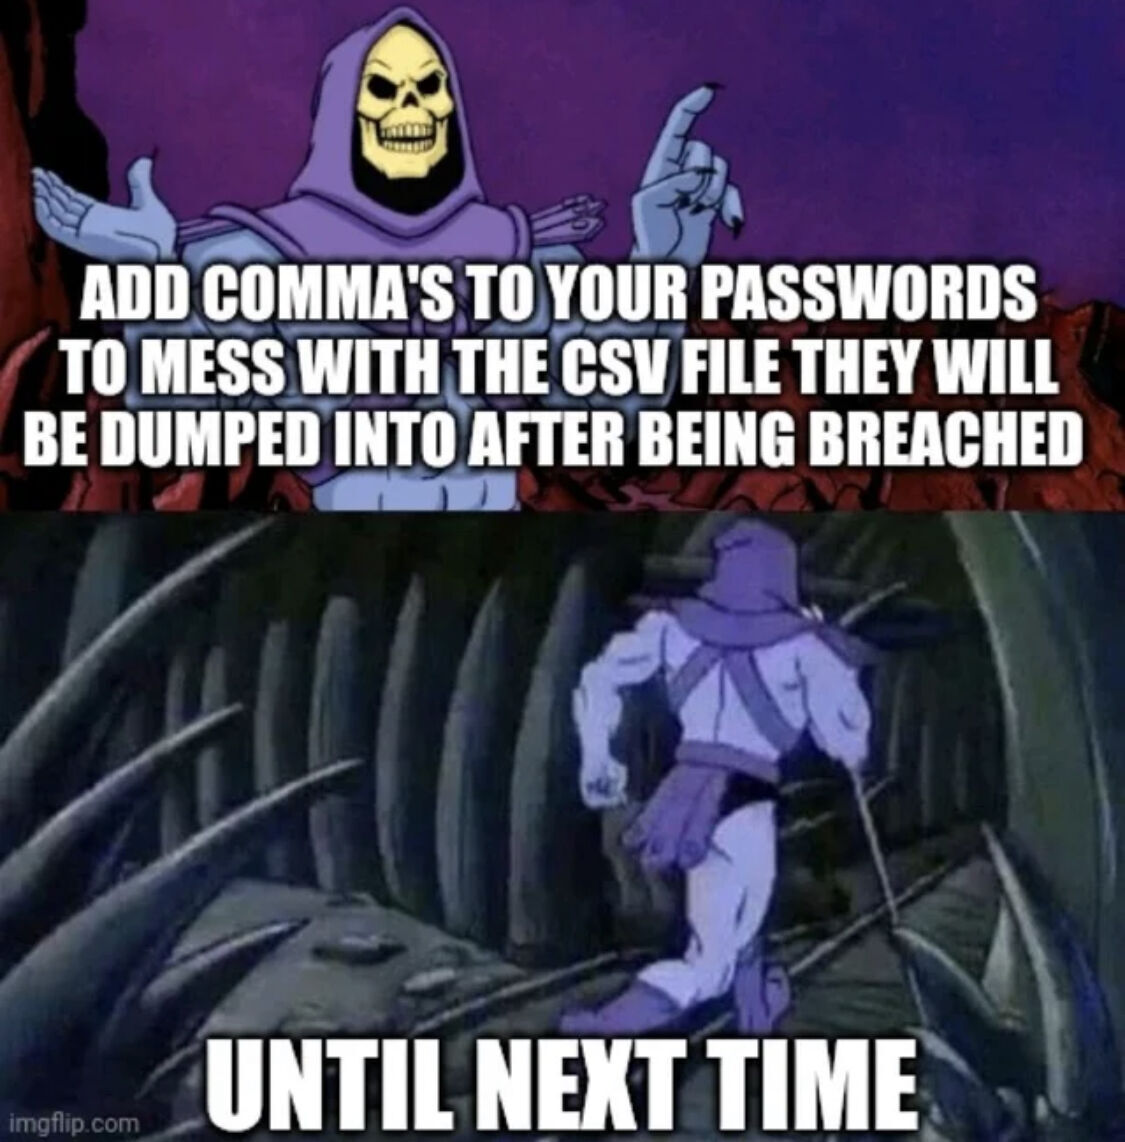 ADD COMMA'S TO YOUR PASSWORDS
TO MESS WITH THE CSV FILE THEY WILL
BE DUMPED INTO AFTER BEING BREACHED
UNTIL NEXT TIME
imgflip.com